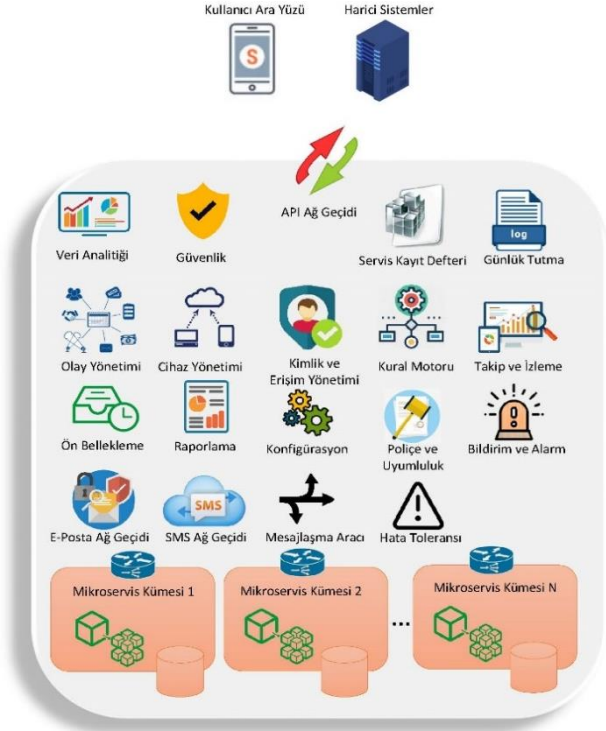 Kullanıcı Ara Yüzü
Harici Sistemler
S
API Ağ Geçidi
Veri Analitiği
Güvenlik
Servis Kayıt Defteri
log
Günlük Tutma
Olay Yönetimi
Cihaz Yönetimi
Kimlik ve
Erişim Yönetimi
Kural Motoru
Takip ve İzleme
Ön Bellekleme
Raporlama
Konfigürasyon
Poliçe ve
Uyumluluk
Bildirim ve Alarm
SMS
E-Posta Ağ Geçidi
SMS Ağ Geçidi
Mesajlaşma Aracı
Hata Toleransı
Mikroservis Kümesi 1
Mikroservis Kümesi 2
...
Mikroservis Kümesi N